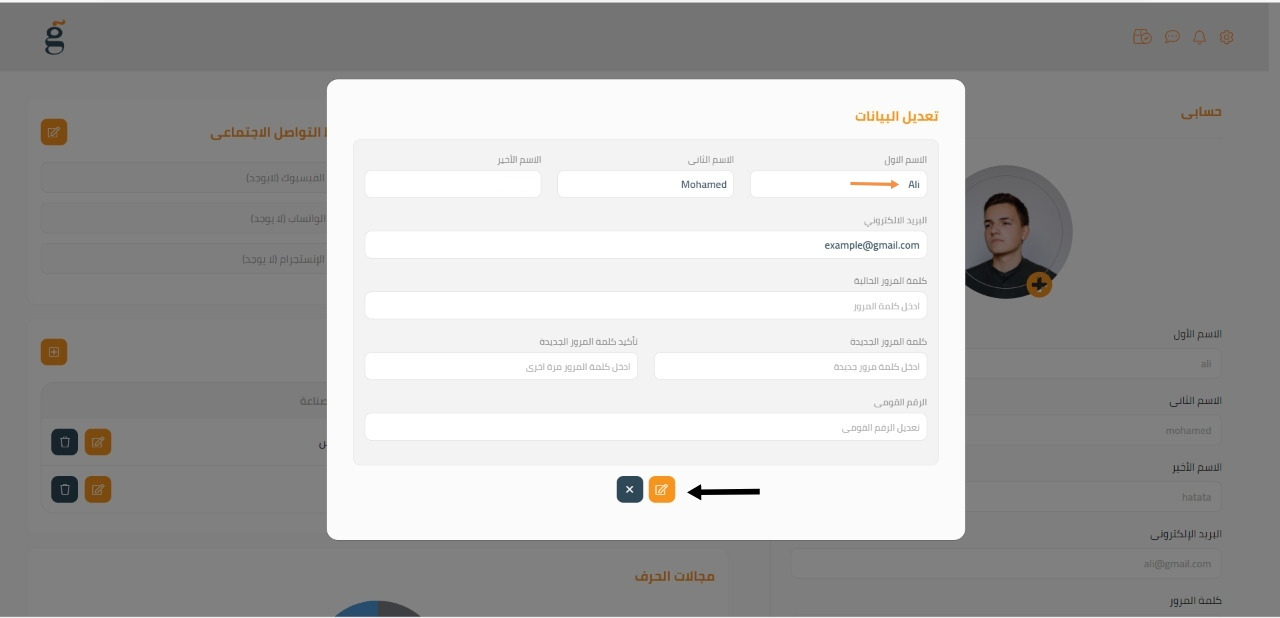 حسابى
تعديل البيانات
الاسم الاول
الاسم الثانى
الاسم الأخير
Ali
Mohamed
البريد الالكتروني
example@gmail.com
كلمة المرور الحالية
ادخل كلمة المرور
كلمة المرور الجديدة
تأكيد كلمة المرور الجديدة
ادخل كلمة مرور جديدة
ادخل كلمة المرور مرة اخرى
الرقم القومى
تعديل الرقم القومى
الاسم الأول
ali
الاسم الثانى
mohamed
الاسم الأخير
hatata
البريد الإلكترونى
ali@gmail.com
كلمة المرور
التواصل الاجتماعى
الفيسبوك (لايوجد)
الواتساب (لا يوجد)
الإنستجرام (لا يوجد)
مجالات الحرف